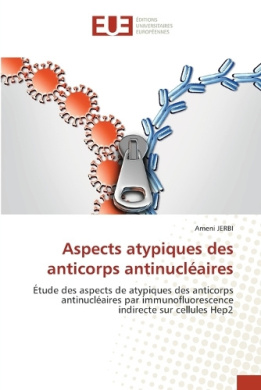 EUE
ÉDITIONS
UNIVERSITAIRES
EUROPÉENNES
Ameni JERBI
Aspects atypiques des
anticorps antinucléaires
Étude des aspects de atypiques des anticorps
antinucléaires par immunofluorescence
indirecte sur cellules Hep2